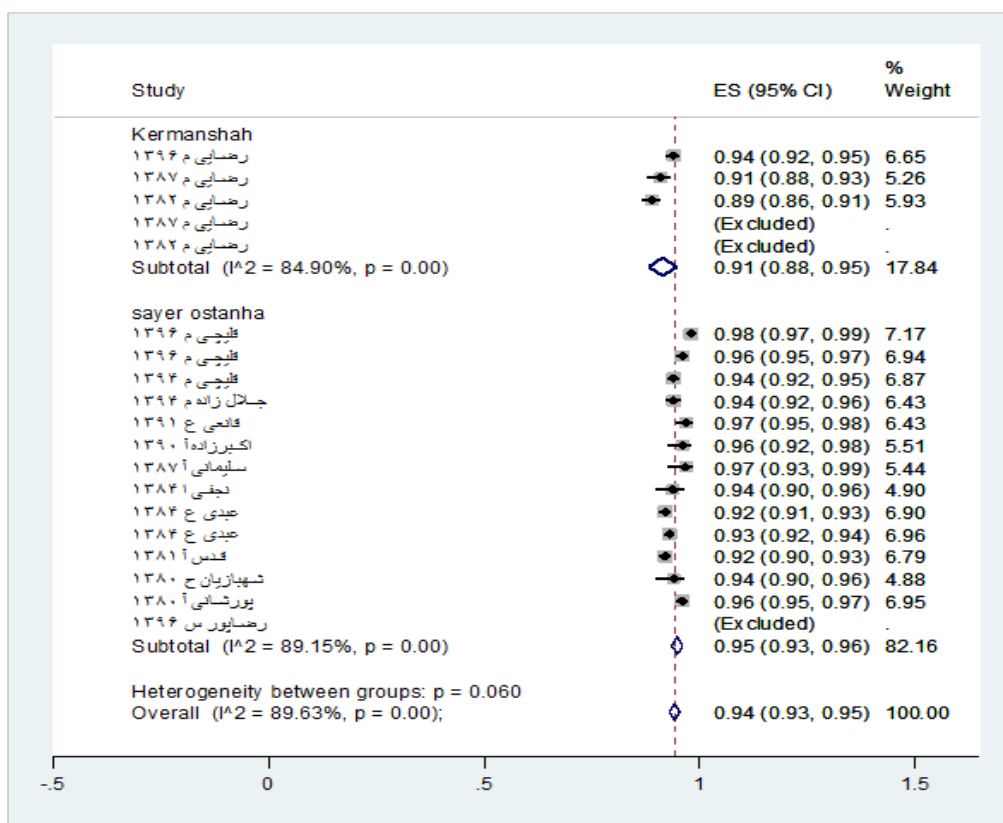 %
Study ES (95% CI) Weight
Kermanshah
رضایی م ۱۳۹۶ 0.94 (0.92, 0.95) 6.65
رضایی م ۱۳۸۷ 0.91 (0.88, 0.93) 5.26
رضایی م ۱۳۸۲ 0.89 (0.86, 0.91) 5.93
رضایی م ۱۳۸۷ (Excluded) .
رضایی م ۱۳۸۲ (Excluded) .
Subtotal (I^2 = 84.90%, p = 0.00) 0.91 (0.88, 0.95) 17.84
sayer ostanha
قلیچی م ۱۳۹۶ 0.98 (0.97, 0.99) 7.17
قلیچی م ۱۳۹۶ 0.96 (0.95, 0.97) 6.94
قلیچی م ۱۳۹۴ 0.94 (0.92, 0.95) 6.87
جلال زاده م ۱۳۹۴ 0.94 (0.92, 0.96) 6.43
قانعی ع ۱۳۹۱ 0.97 (0.95, 0.98) 6.43
اکبرزاده آ ۱۳۹۰ 0.96 (0.92, 0.98) 5.51
سلیمانی آ ۱۳۸۷ 0.97 (0.93, 0.99) 5.44
نجفی ا ۱۳۸۴ 0.94 (0.90, 0.96) 4.90
عبدی ع ۱۳۸۴ 0.92 (0.91, 0.93) 6.90
عبدی ع ۱۳۸۴ 0.93 (0.92, 0.94) 6.96
قدس آ ۱۳۸۱ 0.92 (0.90, 0.93) 6.79
شهبازیان ح ۱۳۸۰ 0.94 (0.90, 0.96) 4.88
پورشانی آ ۱۳۸۰ 0.96 (0.95, 0.97) 6.95
رضاپور س ۱۳۹۶ (Excluded) .
Subtotal (I^2 = 89.15%, p = 0.00) 0.95 (0.93, 0.96) 82.16
Heterogeneity between groups: p = 0.060
Overall (I^2 = 89.63%, p = 0.00); 0.94 (0.93, 0.95) 100.00
-.5 0 .5 1 1.5